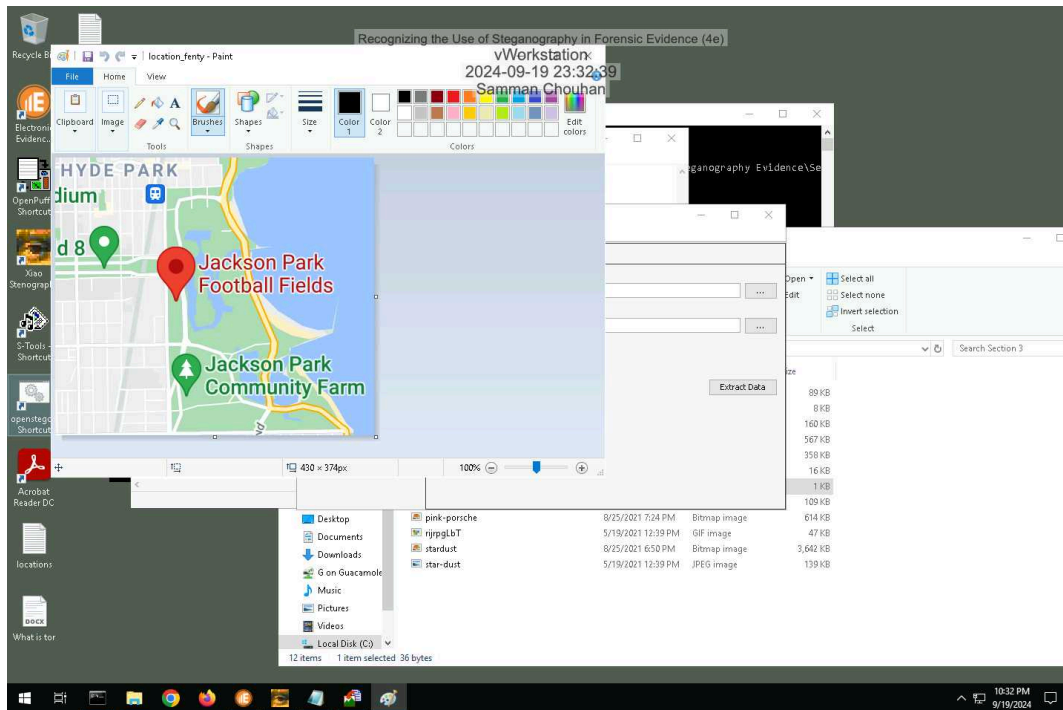 Recognizing the Use of Steganography in Forensic Evidence (4e)
vWorkstation
2024-09-19 23:32:39
Samman Chouhan
Recycle B
location_fenty - Paint
File Home View
Clipboard Image Brushes Shapes Size Color 1 Color 2 Edit colors
Tools Shapes Colors
HYDE PARK
dium
d 8
Jackson Park
Football Fields
Jackson Park
Community Farm
430 × 374px 100%
Electroni
Evidenc...
OpenPuff
Shortcut
Xiao
Stenograp
S-Tools -
Shortcut
openstego
Shortcut
Acrobat
Reader DC
locations
DOCX
What is tor
eganography Evidence\Se
...
...
Extract Data
Open Select all
Edit Select none
Invert selection
Select
Search Section 3
ize
89 KB
8 KB
160 KB
567 KB
358 KB
16 KB
1 KB
109 KB
Desktop
Documents
Downloads
G on Guacamole
Music
Pictures
Videos
Local Disk (C:)
pink-porsche 8/25/2021 7:24 PM Bitmap image 614 KB
rijrpgLbT 5/19/2021 12:39 PM GIF image 47 KB
stardust 8/25/2021 6:50 PM Bitmap image 3,642 KB
star-dust 5/19/2021 12:39 PM JPEG image 139 KB
12 items 1 item selected 36 bytes
10:32 PM
9/19/2024